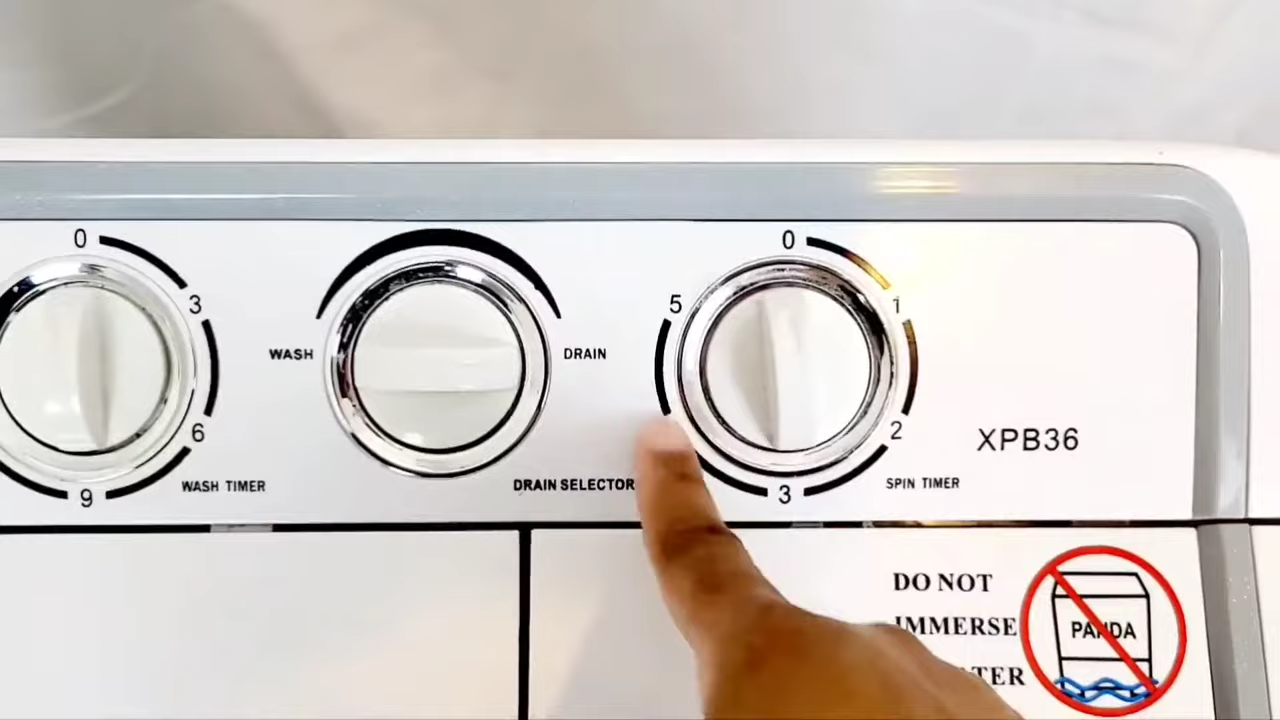 0
3
6
9
WASH TIMER
WASH
DRAIN
DRAIN SELECTOR
0
1
2
3
5
SPIN TIMER
XPB36
DO NOT
IMMERSE
PANDA